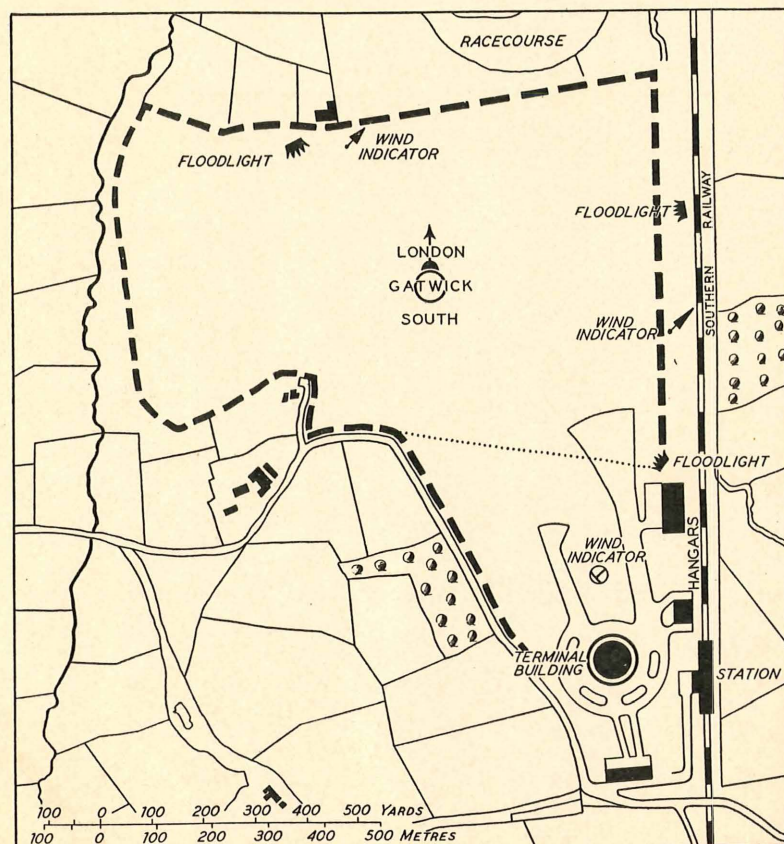 RACECOURSE
FLOODLIGHT
WIND
INDICATOR
FLOODLIGHT
RAILWAY
SOUTHERN
LONDON
GATWICK
SOUTH
WIND
INDICATOR
FLOODLIGHT
HANGARS
WIND
INDICATOR
TERMINAL
BUILDING
STATION
100 0 100 200 300 400 500 YARDS
100 0 100 200 300 400 500 METRES